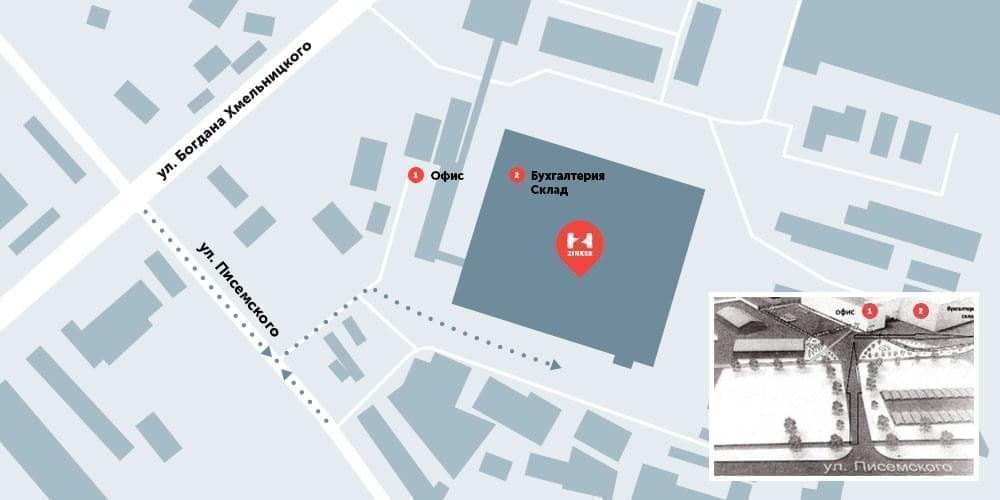 ул. Богдана Хмельницкого
1 Офис
2 Бухгалтерия
Склад
ZINKER
ул. Писемского
офис 1
2
ул. Писемского